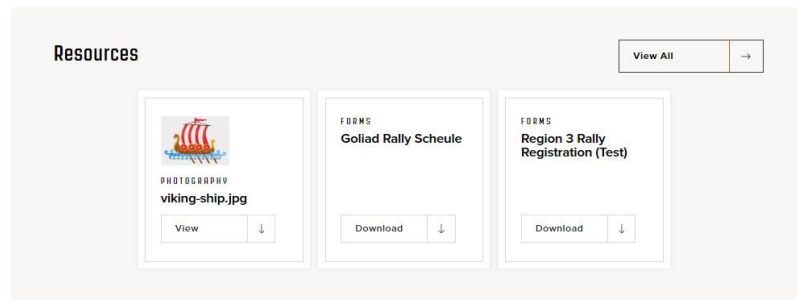 Resources
View All
PHOTOGRAPHY
viking-ship.jpg
View
FORMS
Goliad Rally Scheule
Download
FORMS
Region 3 Rally
Registration (Test)
Download